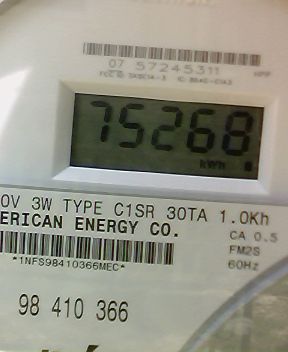 07 57245311
75268
kWh 8
0V 3W TYPE C1SR 30TA 1.0Kh
ERICAN ENERGY CO.
CA 0.5
FM2S
60Hz
*1NFS98410366MEC*
98 410 366